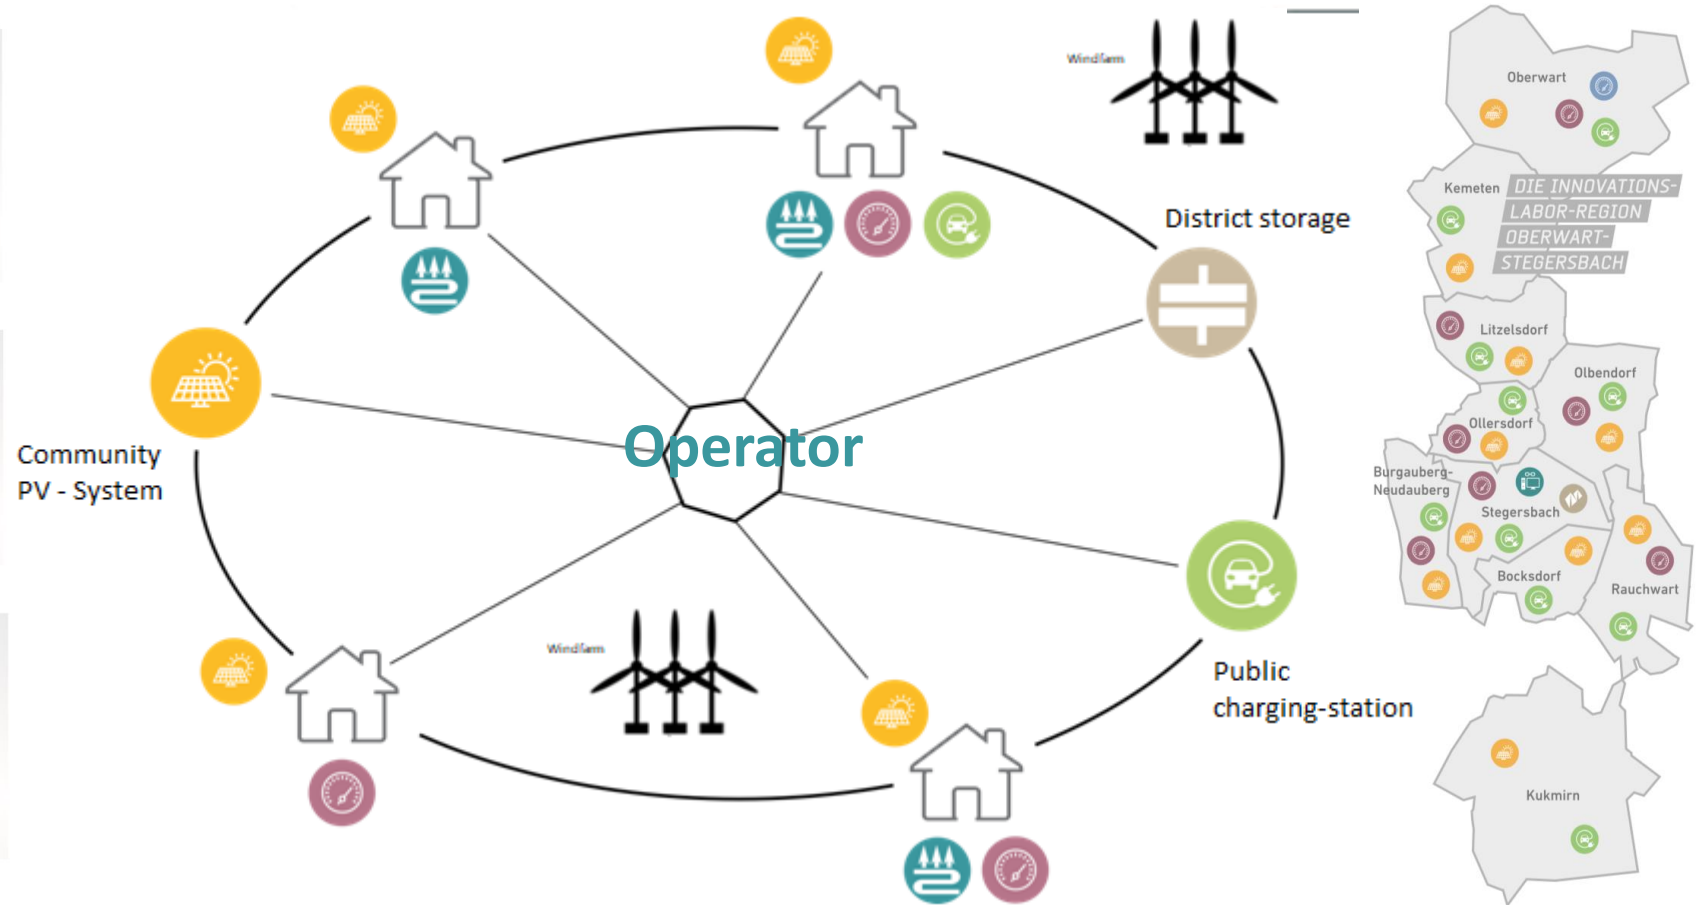 Windfarm
District storage
Community
PV - System
Operator
Windfarm
Public
charging-station
Oberwart
Kemeten
DIE INNOVATIONS-
LABOR-REGION
OBERWART-
STEGERSBACH
Litzelsdorf
Olbendorf
Ollersdorf
Burgauberg-
Neudauberg
Stegersbach
Bocksdorf
Rauchwart
Kukmirn